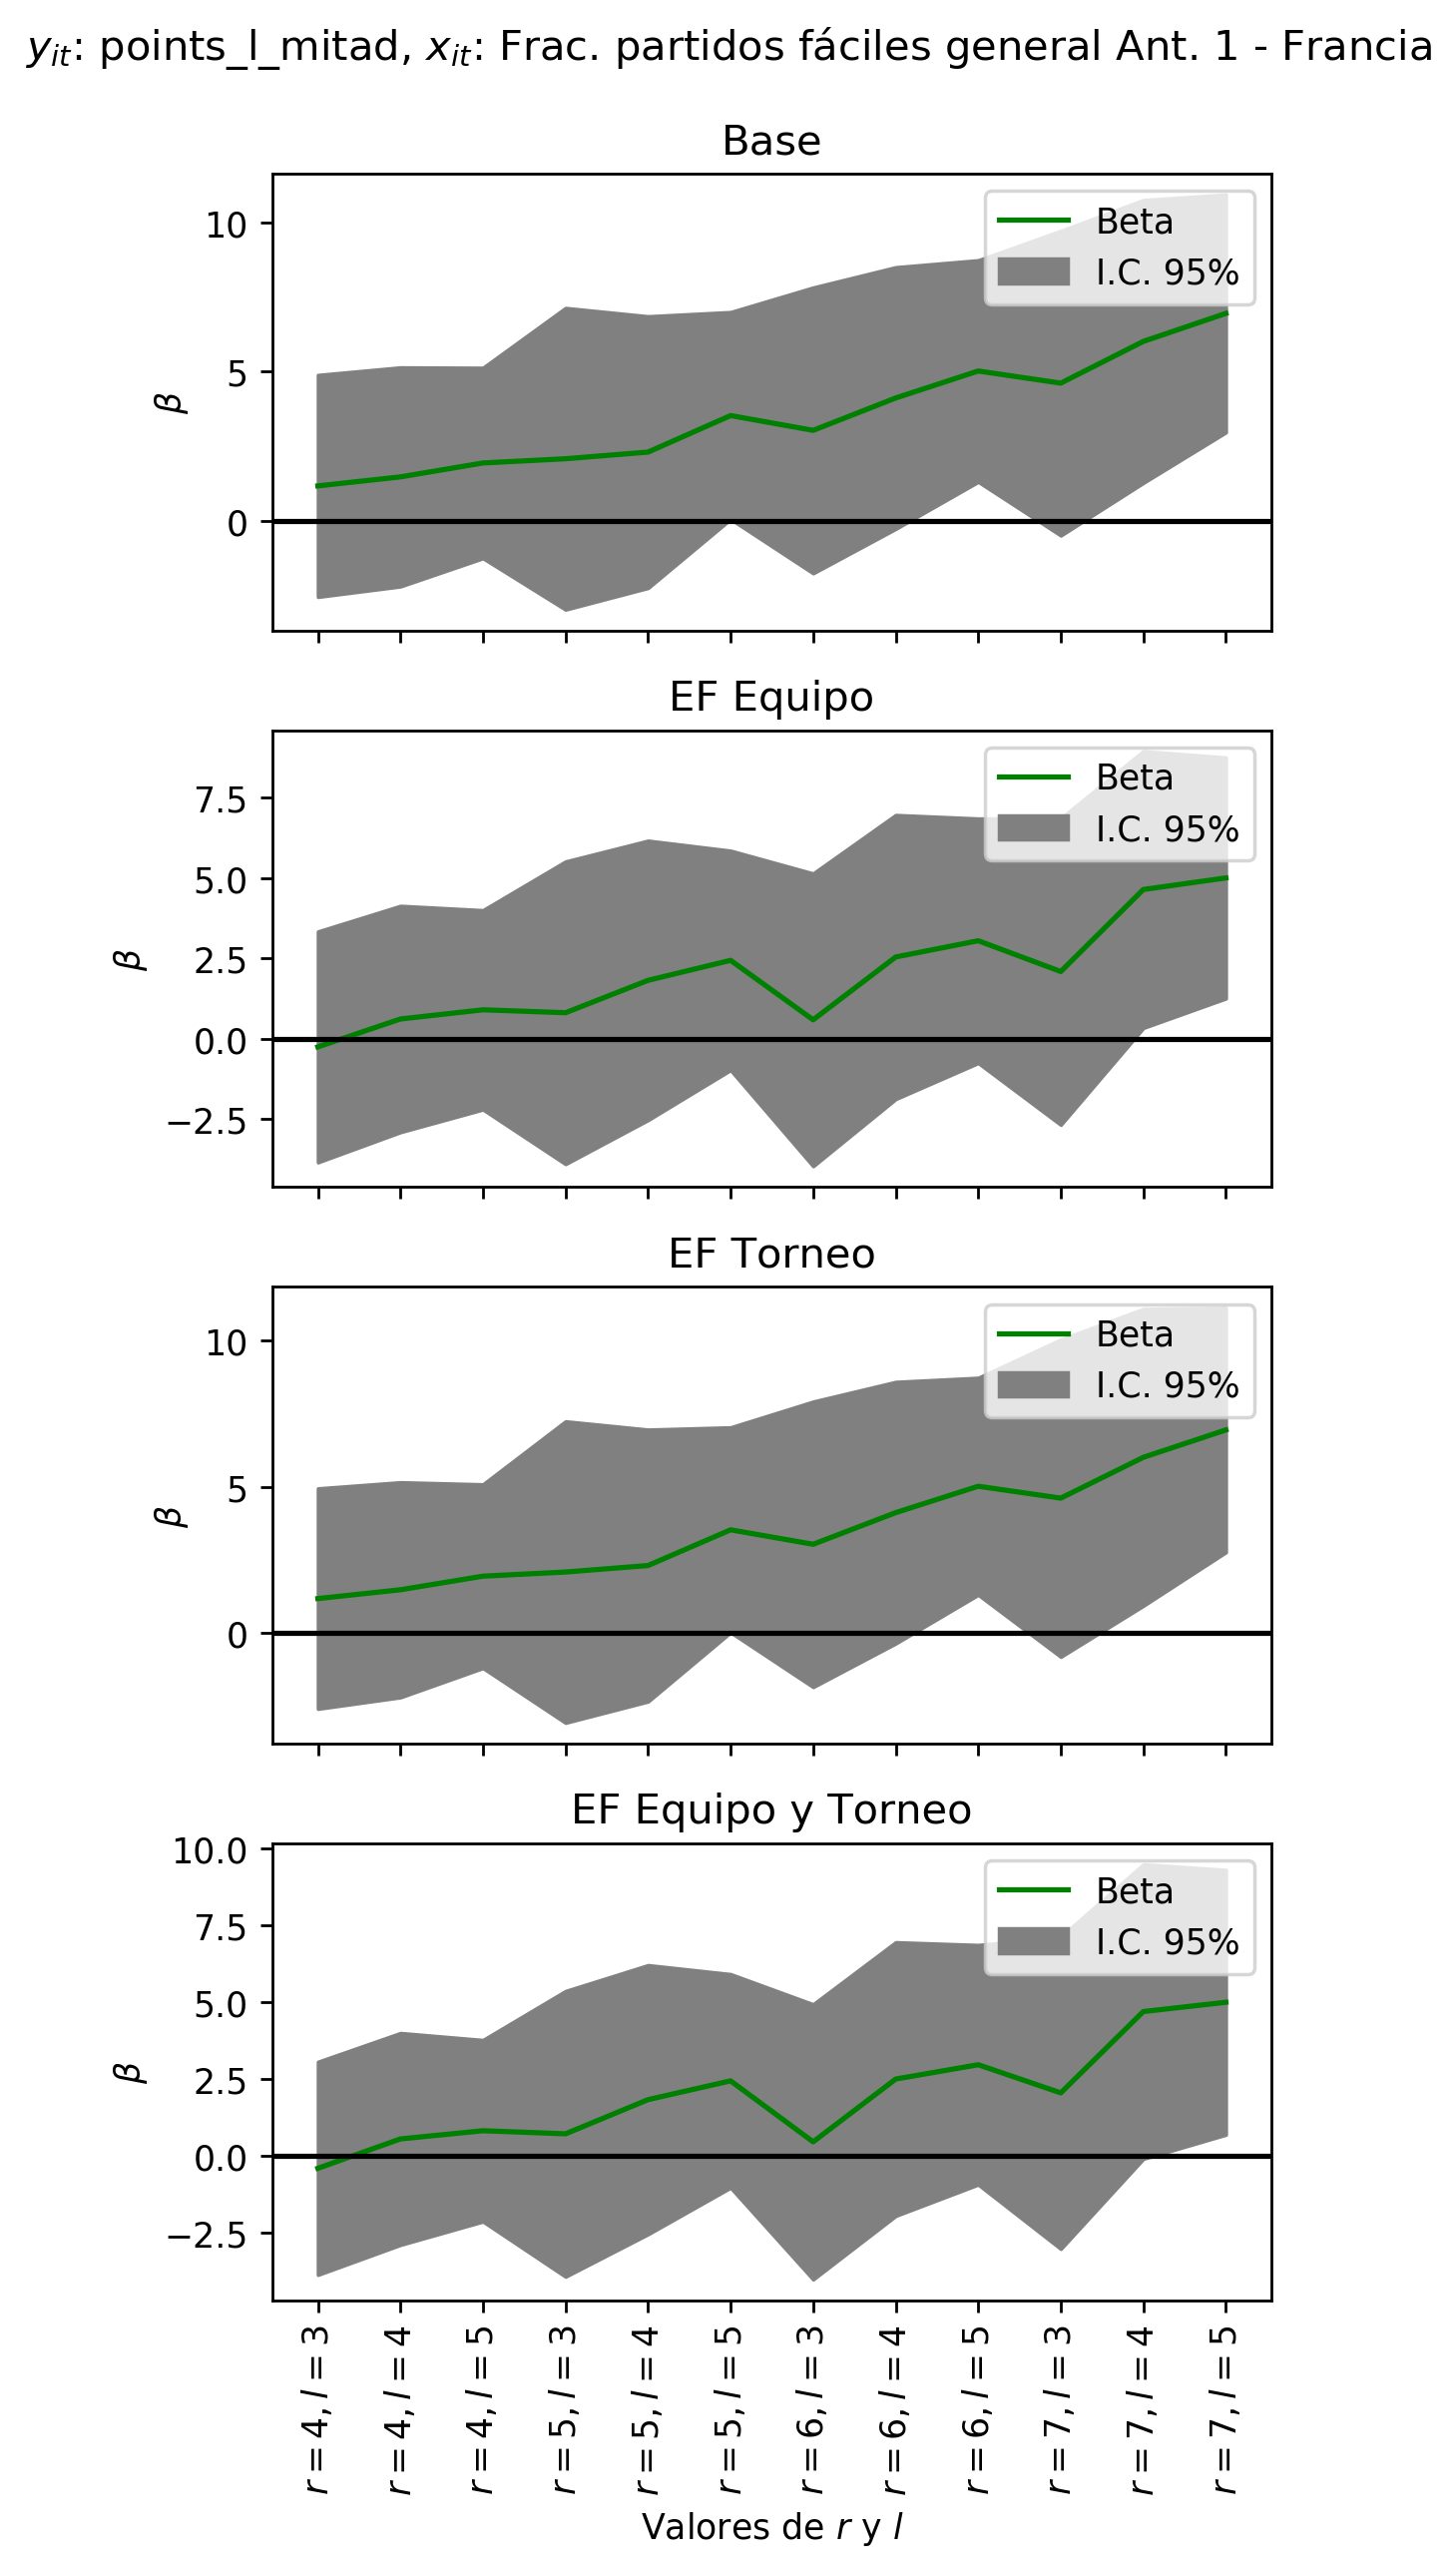 y_{it}: points_l_mitad, x_{it}: Frac. partidos fáciles general Ant. 1 - Francia
Base
Beta
I.C. 95%
10
5
0
β
EF Equipo
Beta
I.C. 95%
7.5
5.0
2.5
0.0
−2.5
β
EF Torneo
Beta
I.C. 95%
10
5
0
β
EF Equipo y Torneo
Beta
I.C. 95%
10.0
7.5
5.0
2.5
0.0
−2.5
β
r = 4, l = 3
r = 4, l = 4
r = 4, l = 5
r = 5, l = 3
r = 5, l = 4
r = 5, l = 5
r = 6, l = 3
r = 6, l = 4
r = 6, l = 5
r = 7, l = 3
r = 7, l = 4
r = 7, l = 5
Valores de r y l